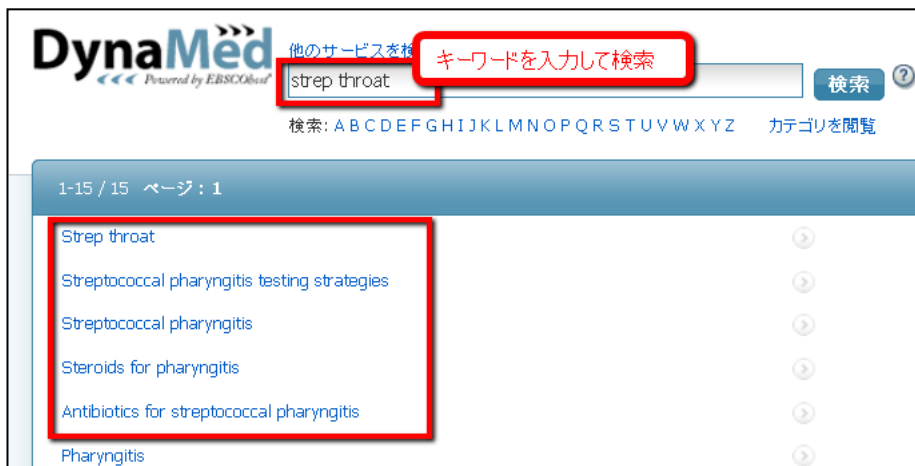 DynaMed
Powered by EBSCOhost
他のサービスを検
キーワードを入力して検索
strep throat
検索
?
検索: A B C D E F G H I J K L M N O P Q R S T U V W X Y Z カテゴリを閲覧
1-15 / 15 ページ : 1
Strep throat
Streptococcal pharyngitis testing strategies
Streptococcal pharyngitis
Steroids for pharyngitis
Antibiotics for streptococcal pharyngitis
Pharyngitis